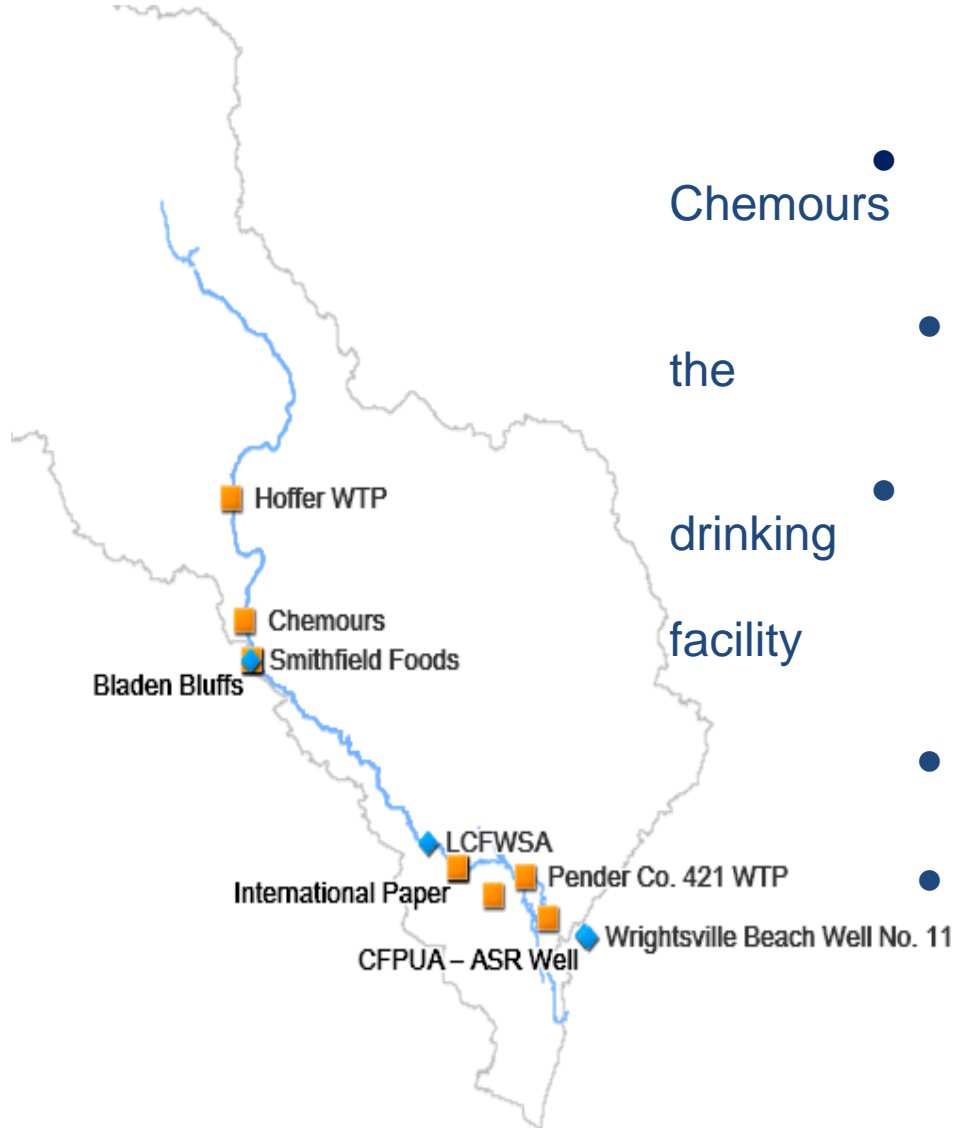 •
Chemours
•
the
•
drinking
facility
•
•
Hoffer WTP
Chemours
Smithfield Foods
Bladen Bluffs
LCFWSA
International Paper
Pender Co. 421 WTP
Wrightsville Beach Well No. 11
CFPUA – ASR Well